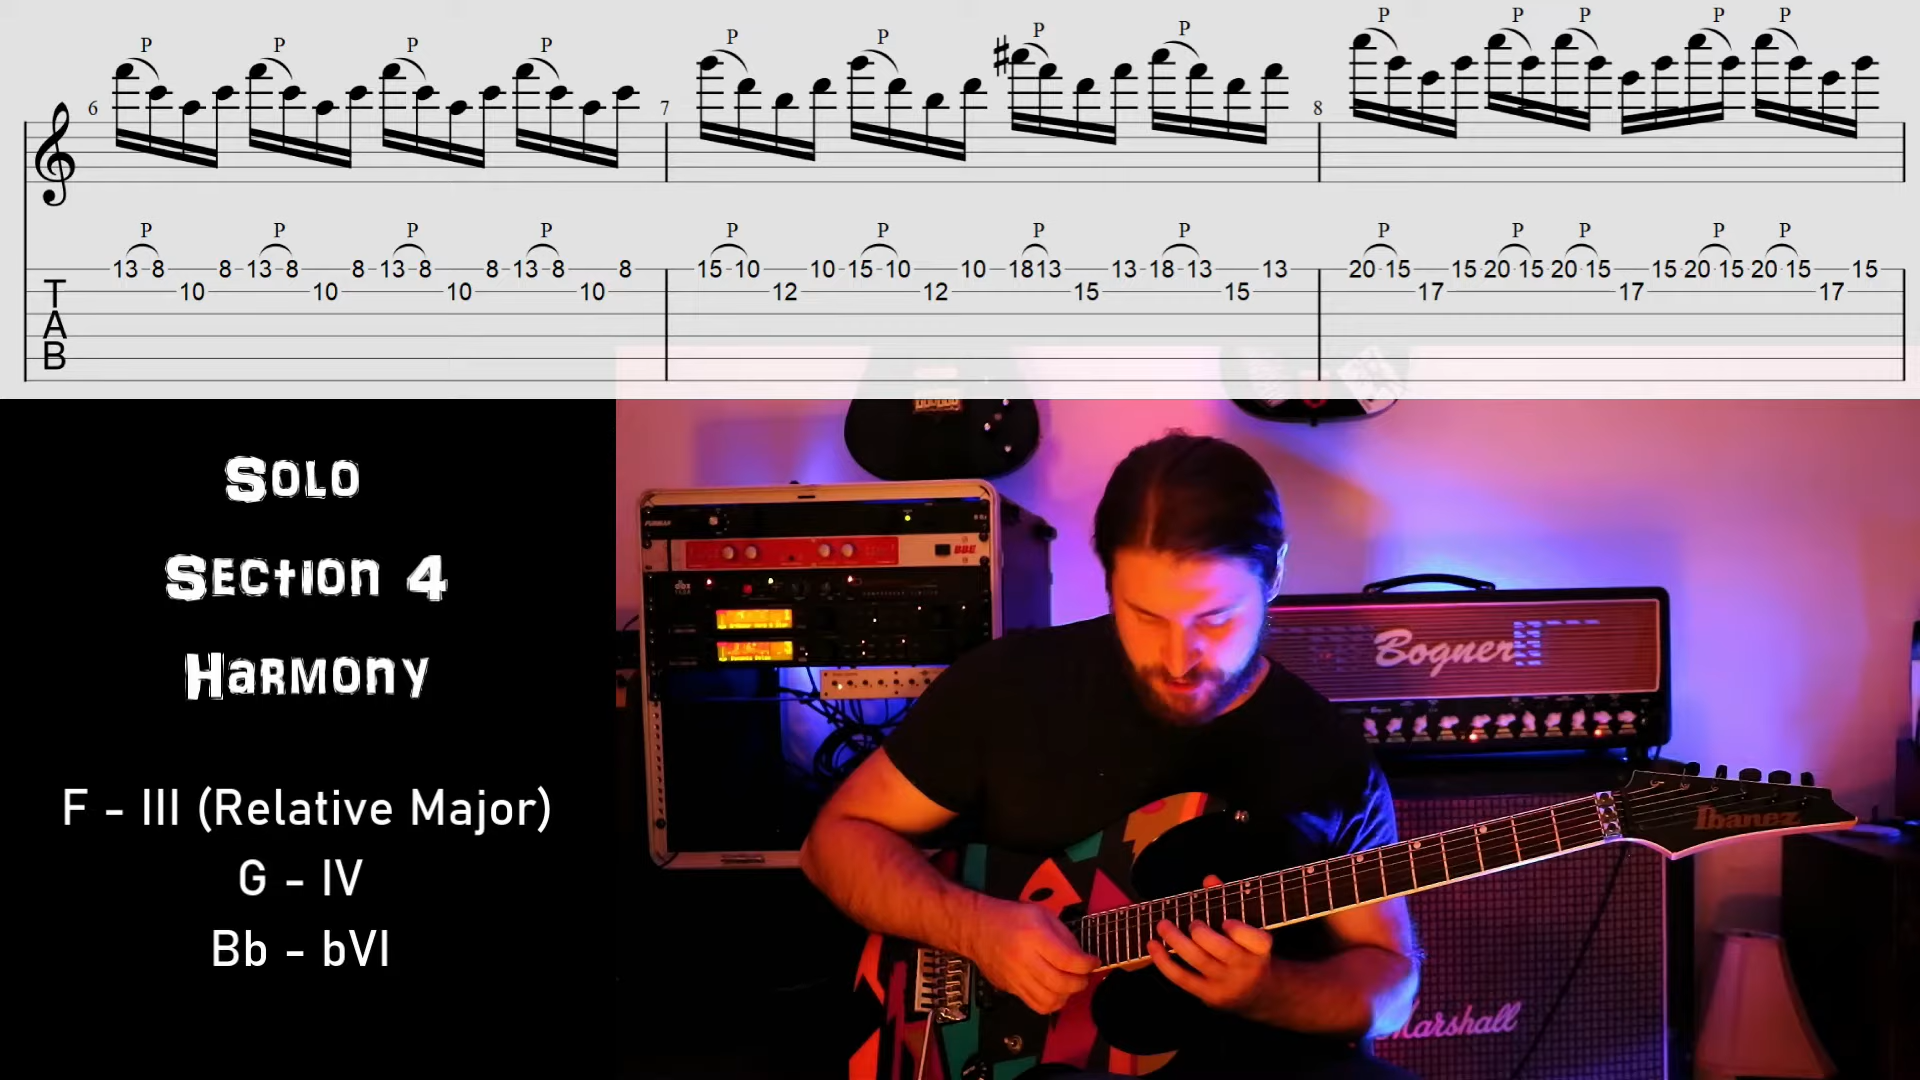 P P P P P P P P P P P P P
6 7 8
P P P P P P P P P P P P P
13 8 8 13 8 8 13 8 8 13 8 8 15 10 10 15 10 10 18 13 13 18 13 13 20 15 15 20 15 20 15 15 20 15 20 15 15
T 10 10 10 10 12 12 15 15 17 17 17
A
B
Solo
Section 4
Harmony
F - III (Relative Major)
G - IV
Bb - bVI
FURMAN
BBE
dbx
Bogner
Ibanez
Marshall